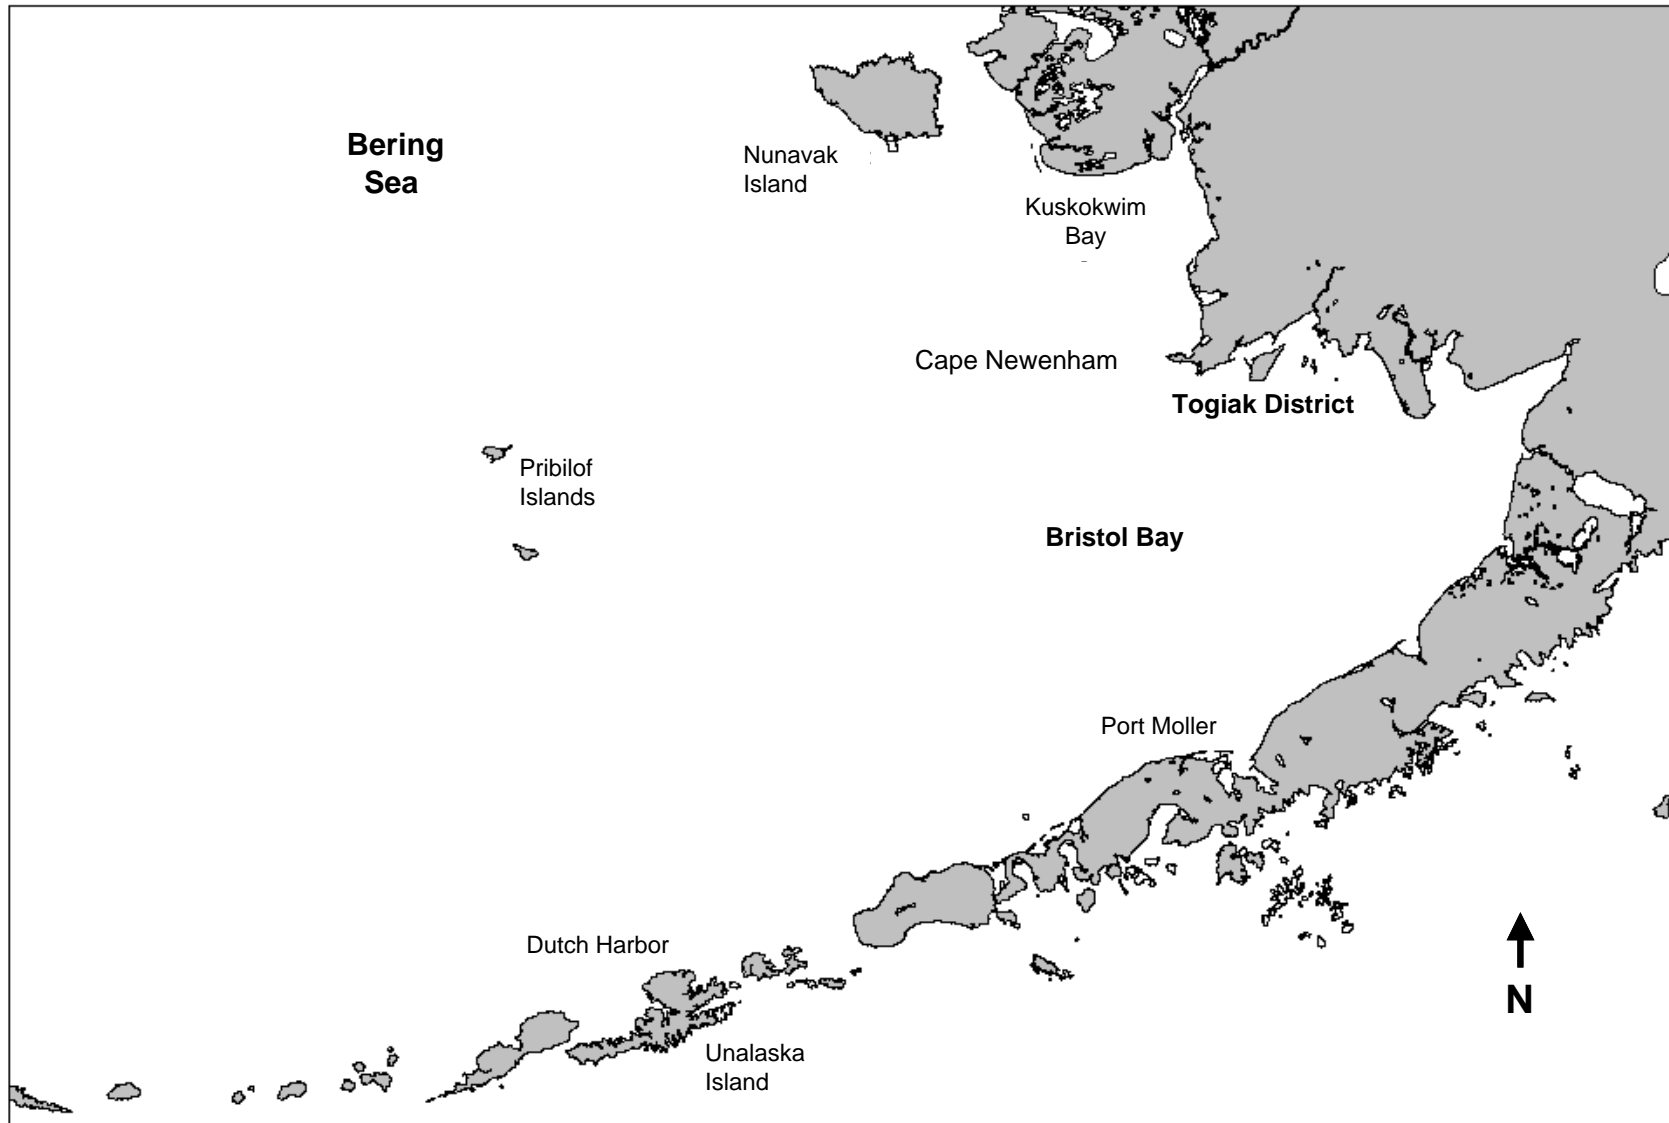 Bering
Sea
Nunavak
Island
Kuskokwim
Bay
Cape Newenham
Togiak District
Pribilof
Islands
Bristol Bay
Port Moller
Dutch Harbor
N
Unalaska
Island